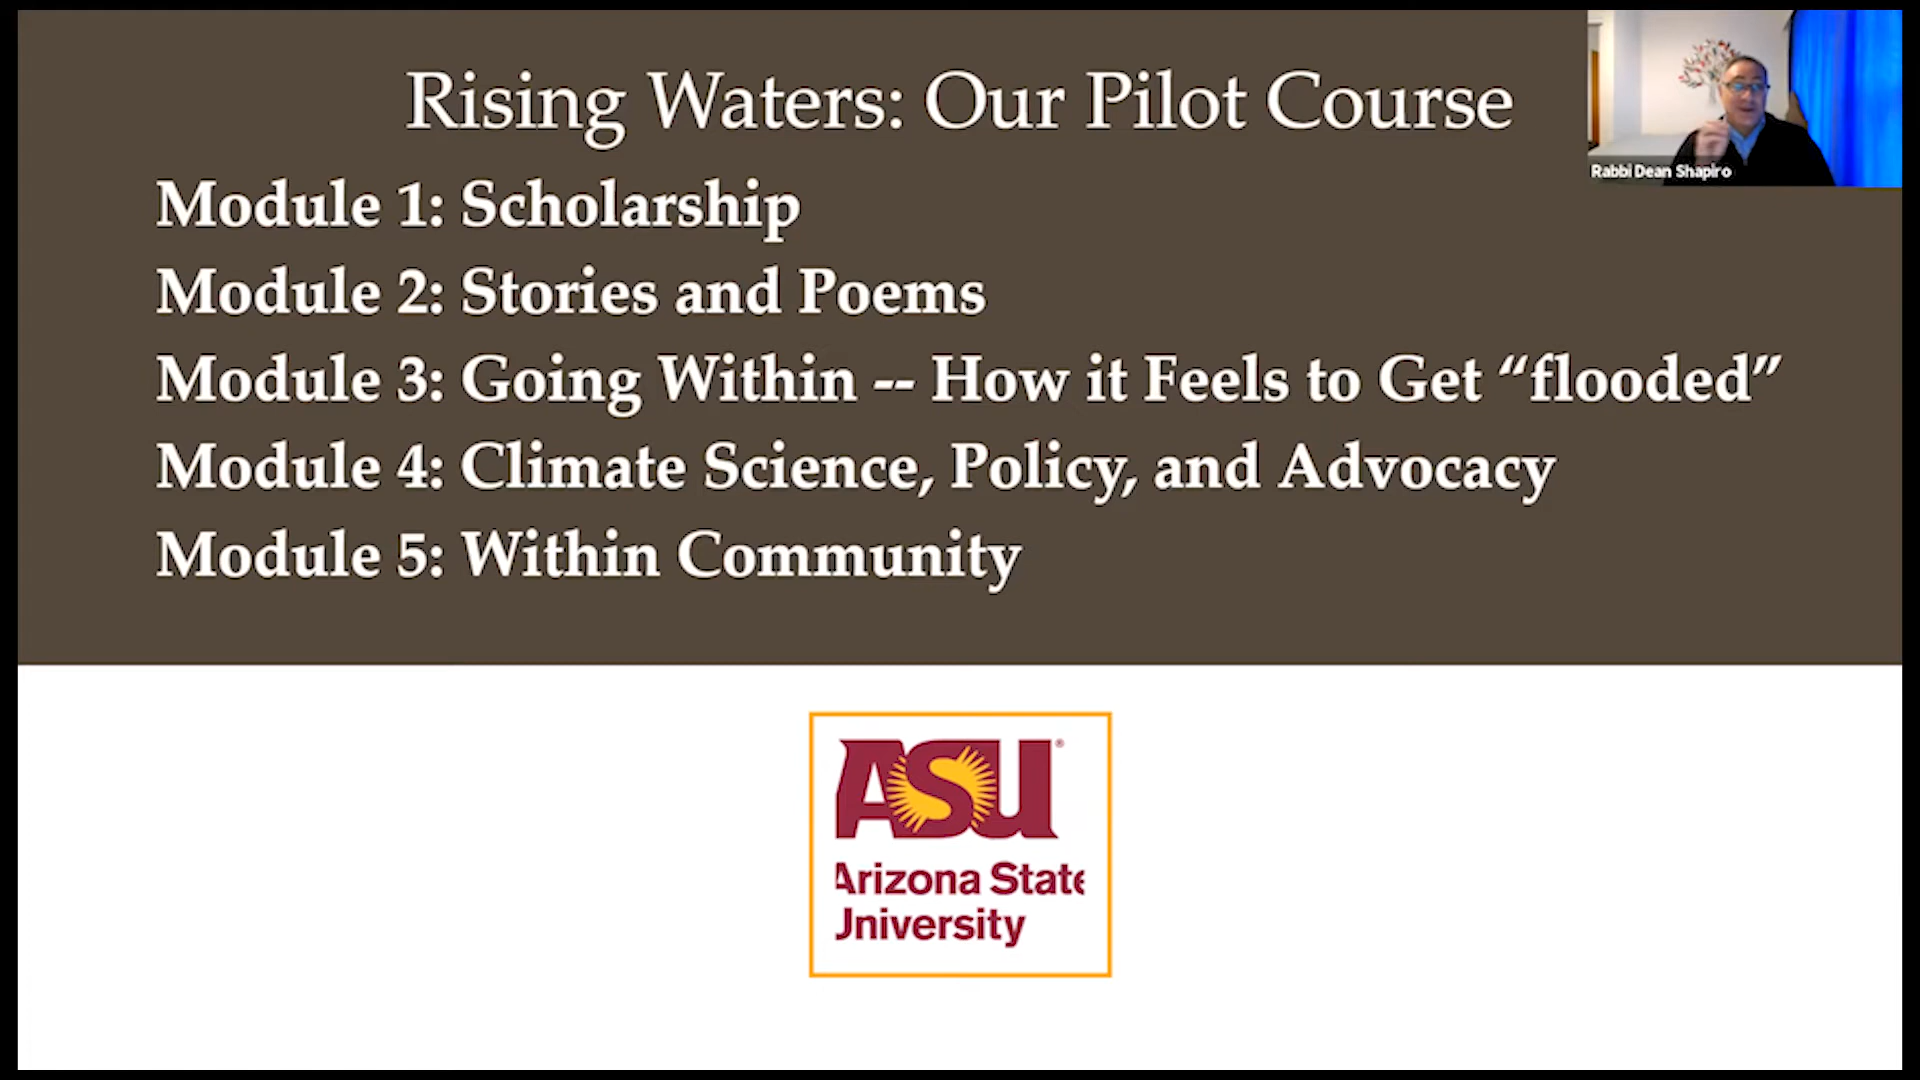 Rising Waters: Our Pilot Course
Rabbi Dean Shapiro
Module 1: Scholarship
Module 2: Stories and Poems
Module 3: Going Within -- How it Feels to Get “flooded”
Module 4: Climate Science, Policy, and Advocacy
Module 5: Within Community
ASU®
Arizona State
University